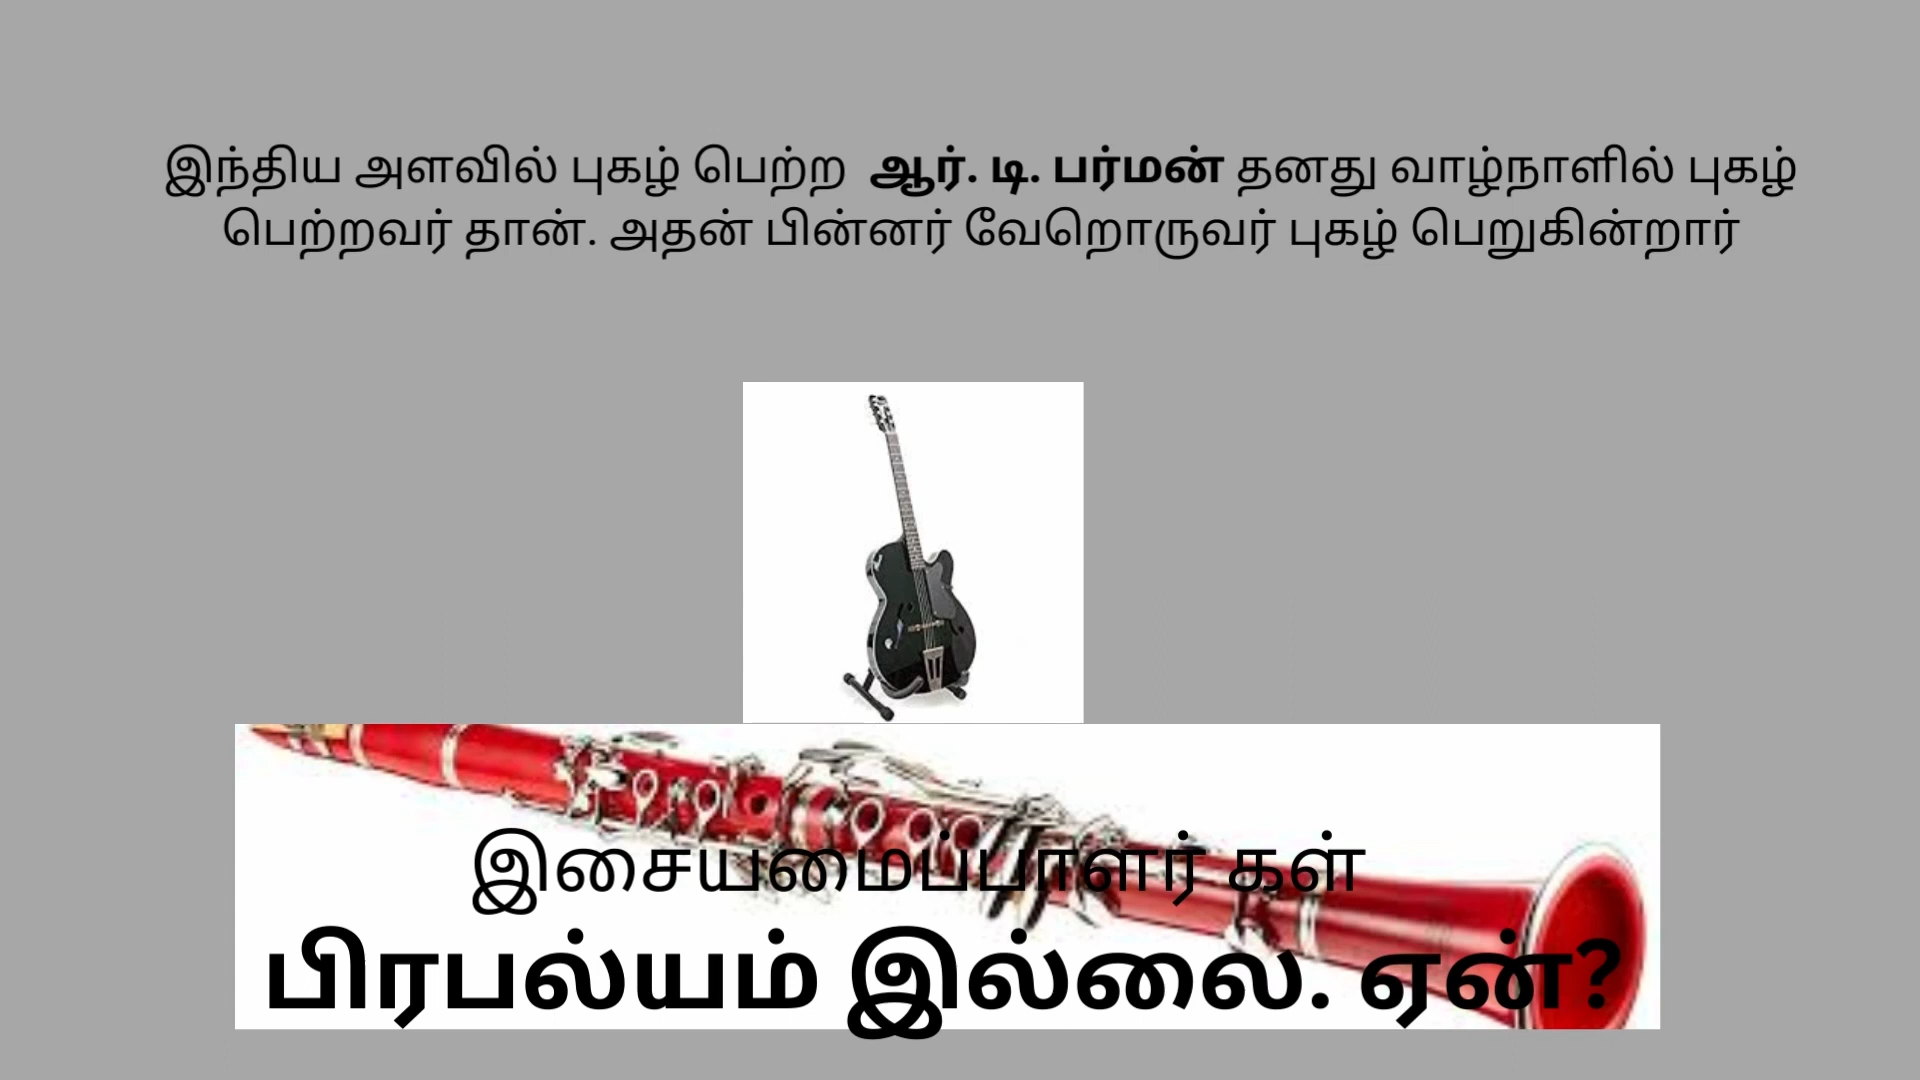 இந்திய அளவில் புகழ் பெற்ற ஆர். டி. பர்மன் தனது வாழ்நாளில் புகழ்
பெற்றவர் தான். அதன் பின்னர் வேறொருவர் புகழ் பெறுகின்றார்
இசையமைப்பாளர் கள்
பிரபல்யம் இல்லை. ஏன்?